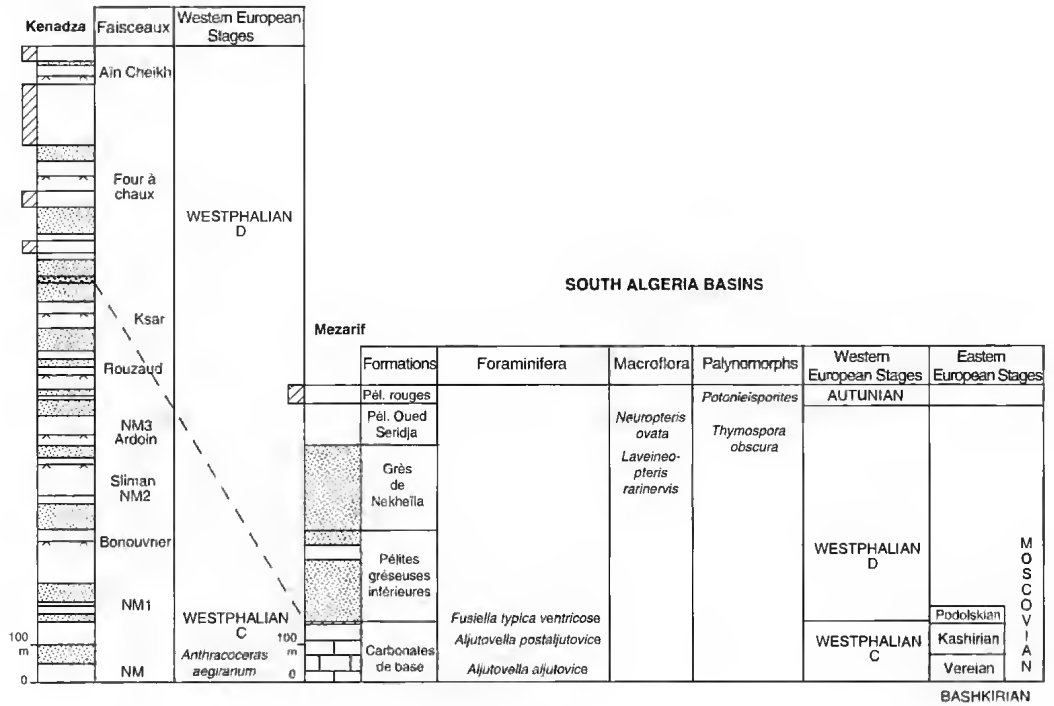 Kenadza
Faisceaux
Western European
Stages
Aïn Cheikh
Four à
chaux
WESTPHALIAN
D
Ksar
Rouzaud
NM3
Ardoin
Sliman
NM2
Bonouvrier
NM1
WESTPHALIAN
C
Anthracoceras
aegiranum
NM
100
m
0
SOUTH ALGERIA BASINS
Mezarif
Formations
Foraminifera
Macroflora
Palynomorphs
Western
European Stages
Eastern
European Stages
Pél. rouges
Potonieisporites
AUTUNIAN
Pél. Oued
Seridja
Neuropteris
ovata
Thymospora
obscura
Laveineo-
pteris
rarinervis
Grès
de
Nekheïla
Pélites
gréseuses
inférieures
WESTPHALIAN
D
MOSCOVIAN
Fusiella typica ventricose
Podolskian
100
m
0
Carbonates
de base
Aljutovella postaljutovice
Aljutovella aljutovice
WESTPHALIAN
C
Kashirian
Vereian
BASHKIRIAN